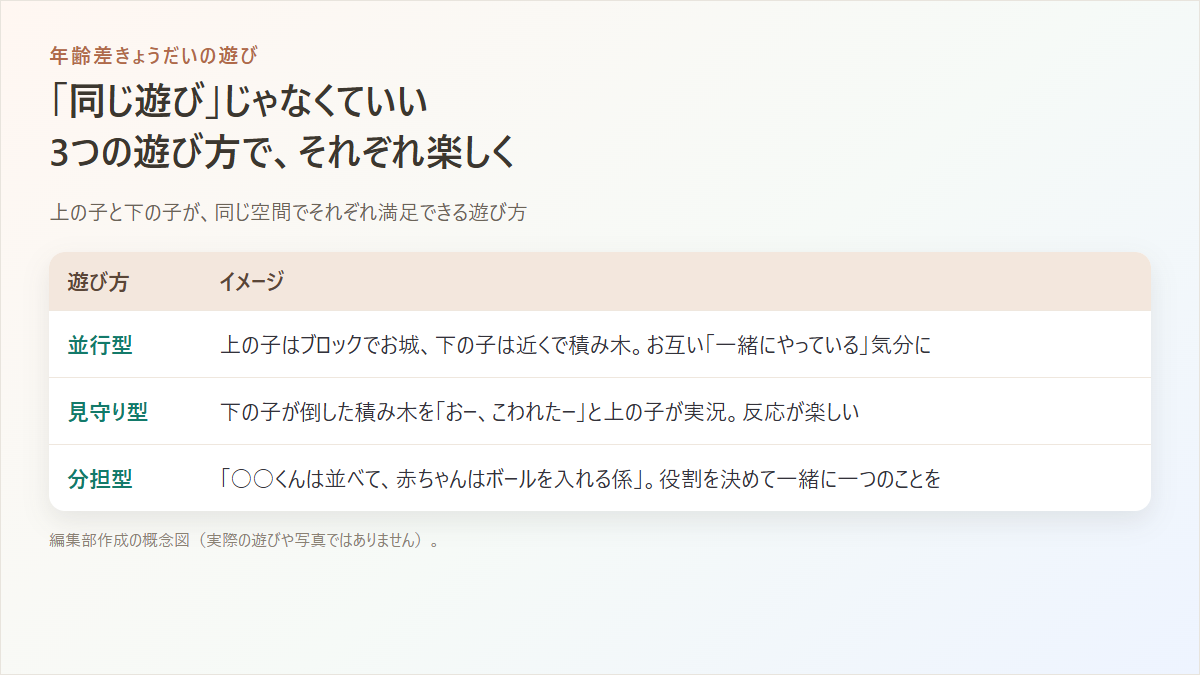 年齢差きょうだいの遊び
「同じ遊び」じゃなくていい
3つの遊び方で、それぞれ楽しく
上の子と下の子が、同じ空間でそれぞれ満足できる遊び方
遊び方 イメージ
並行型 上の子はブロックでお城、下の子は近くで積み木。お互い「一緒にやっている」気分に
見守り型 下の子が倒した積み木を「おー、こわれたー」と上の子が実況。反応が楽しい
分担型 「〇〇くんは並べて、赤ちゃんはボールを入れる係」。役割を決めて一緒に一つのことを
編集部作成の概念図（実際の遊びや写真ではありません）。